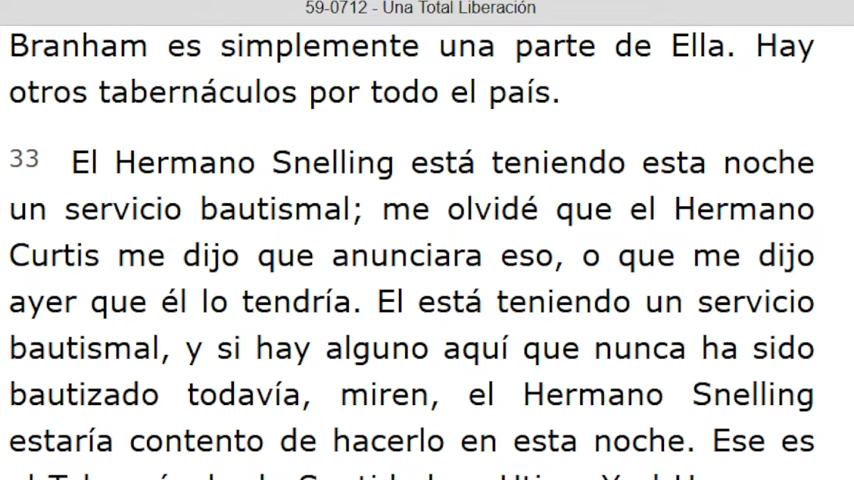 59-0712 - Una Total Liberación
Branham es simplemente una parte de Ella. Hay
otros tabernáculos por todo el país.
33 El Hermano Snelling está teniendo esta noche
un servicio bautismal; me olvidé que el Hermano
Curtis me dijo que anunciara eso, o que me dijo
ayer que él lo tendría. El está teniendo un servicio
bautismal, y si hay alguno aquí que nunca ha sido
bautizado todavía, miren, el Hermano Snelling
estaría contento de hacerlo en esta noche. Ese es